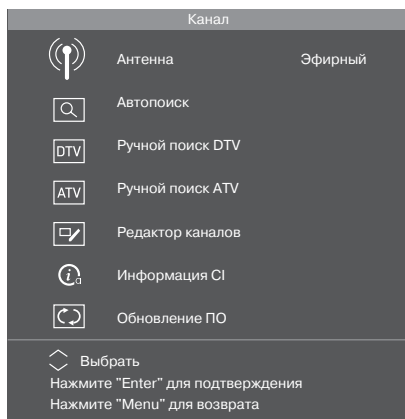 Канал
Антенна Эфирный
Автопоиск
DTV Ручной поиск DTV
ATV Ручной поиск ATV
Редактор каналов
Информация CI
Обновление ПО
Выбрать
Нажмите "Enter" для подтверждения
Нажмите "Menu" для возврата